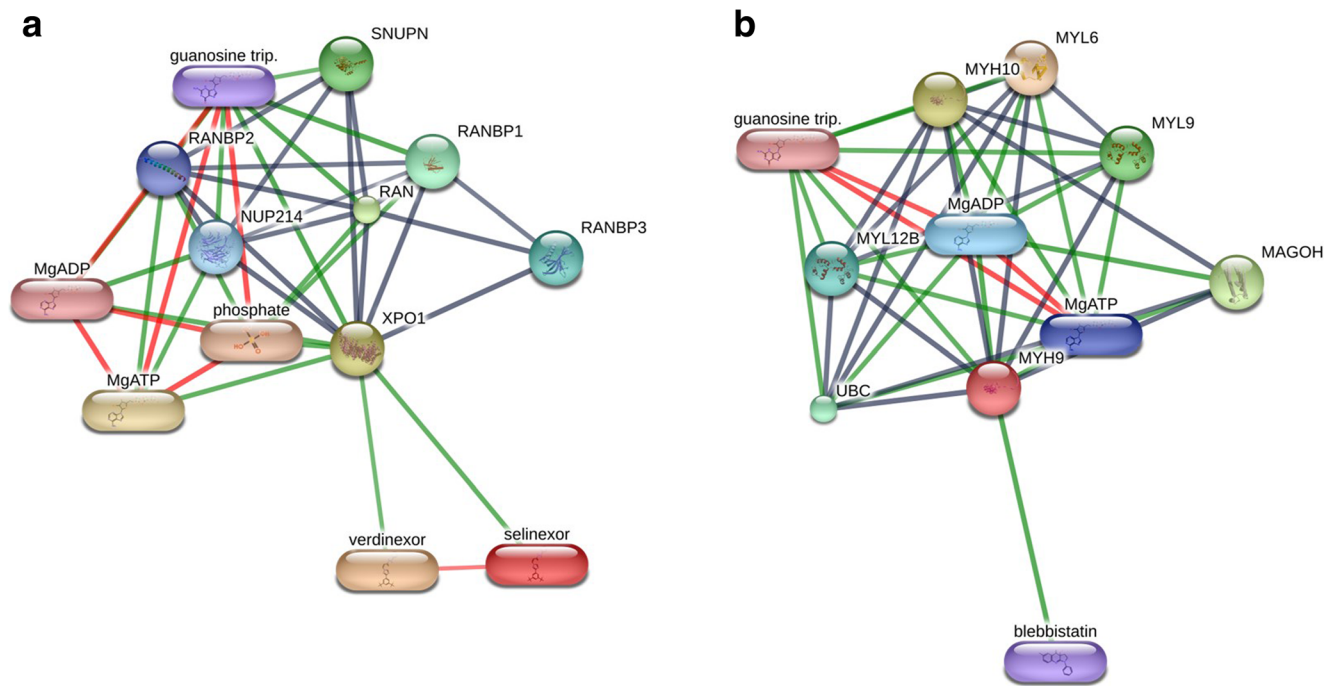 a
SNUPN
guanosine trip.
RANBP2
RANBP1
RAN
NUP214
RANBP3
MgADP
phosphate
XPO1
MgATP
verdinexor
selinexor
b
MYL6
MYH10
guanosine trip.
MYL9
MgADP
MYL12B
MAGOH
MgATP
MYH9
UBC
blebbistatin